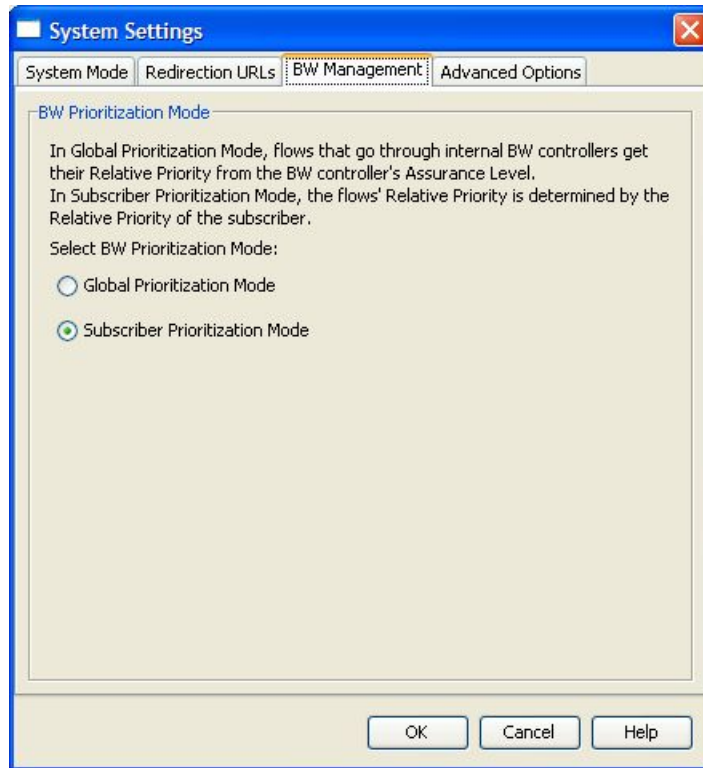 System Settings
System Mode Redirection URLs BW Management Advanced Options
BW Prioritization Mode
In Global Prioritization Mode, flows that go through internal BW controllers get
their Relative Priority from the BW controller's Assurance Level.
In Subscriber Prioritization Mode, the flows' Relative Priority is determined by the
Relative Priority of the subscriber.
Select BW Prioritization Mode:
Global Prioritization Mode
Subscriber Prioritization Mode
OK Cancel Help